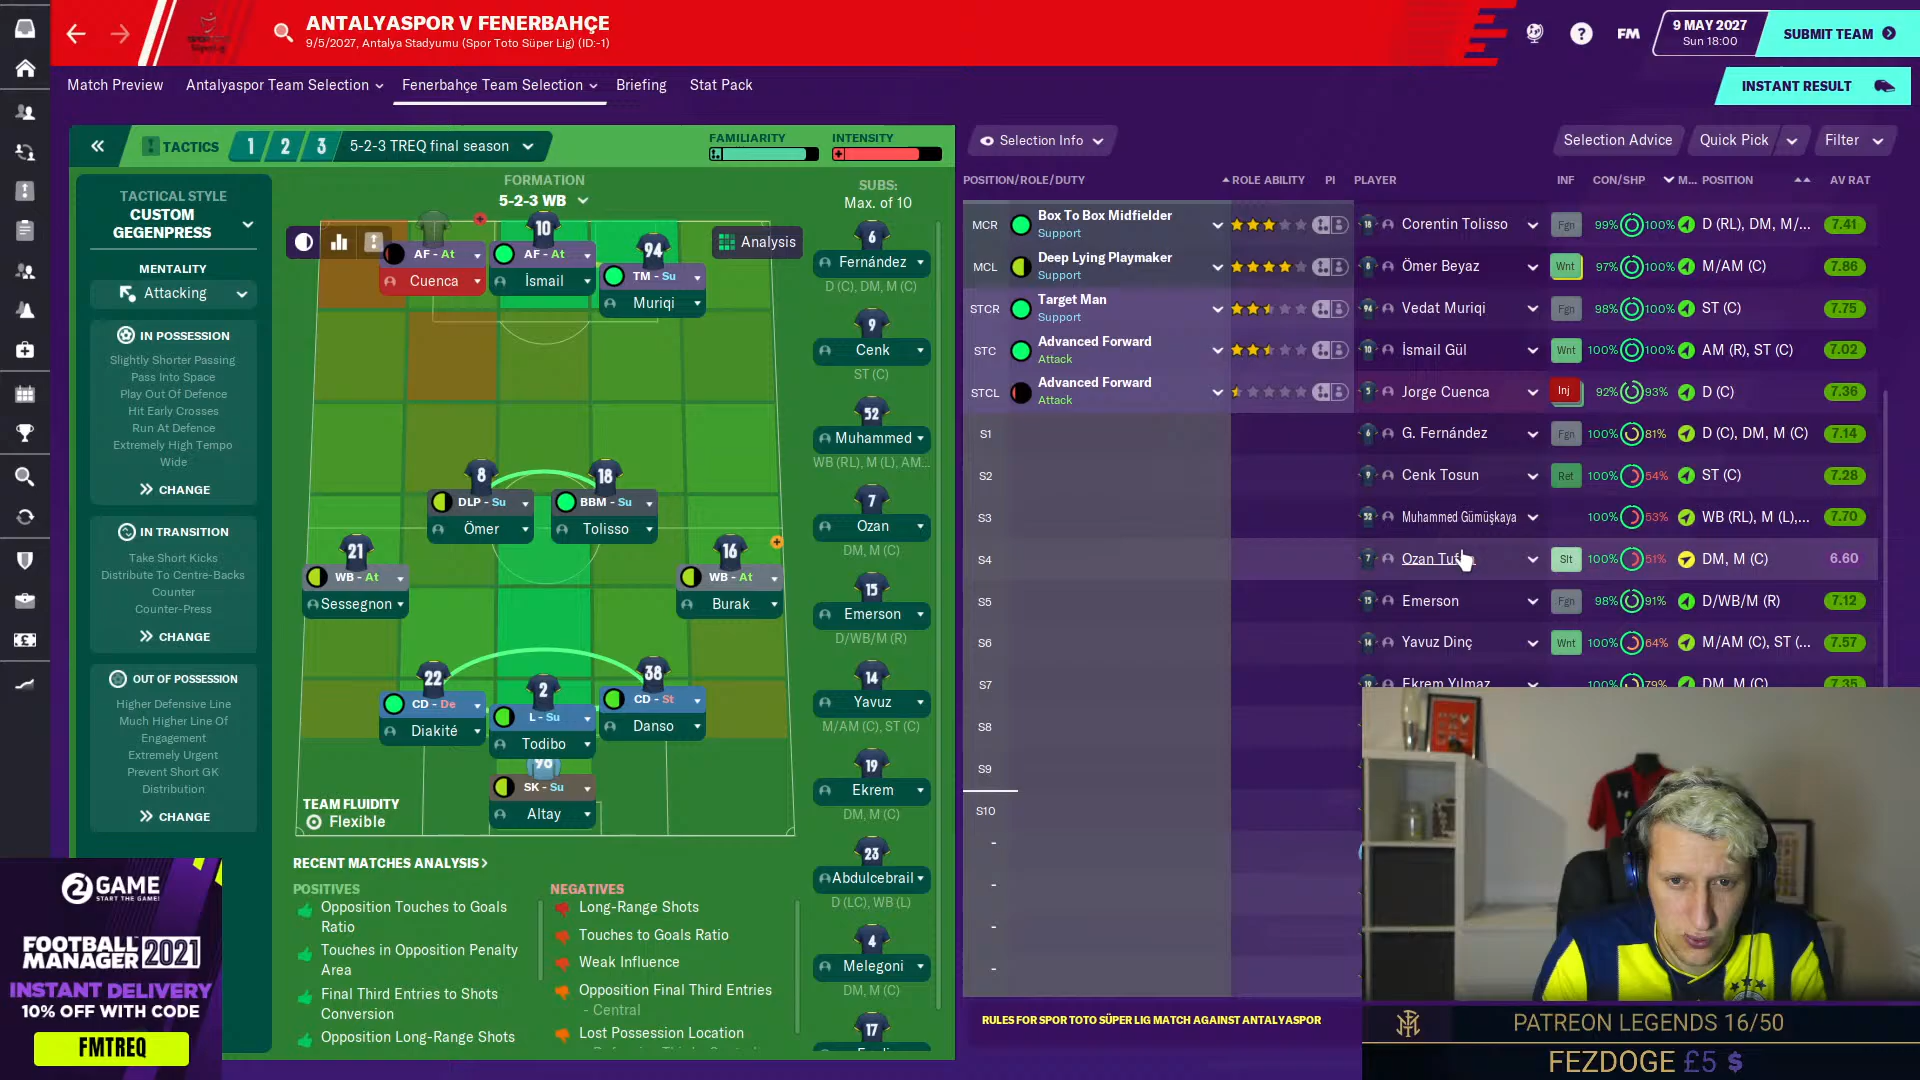 ANTALYASPOR V FENERBAHÇE
9/5/2027, Antalya Stadyumu (Spor Toto Süper Lig) (ID:-1)
FM
9 MAY 2027
Sun 18:00
SUBMIT TEAM
Match Preview
Antalyaspor Team Selection
Fenerbahçe Team Selection
Briefing
Stat Pack
INSTANT RESULT
TACTICS
1 2 3
5-2-3 TREQ final season
FAMILIARITY
INTENSITY
TACTICAL STYLE
CUSTOM GEGENPRESS
MENTALITY
Attacking
IN POSSESSION
Slightly Shorter Passing
Pass Into Space
Play Out Of Defence
Hit Early Crosses
Run At Defence
Extremely High Tempo
Wide
CHANGE
IN TRANSITION
Take Short Kicks
Distribute To Centre-Backs
Counter
Counter-Press
CHANGE
OUT OF POSSESSION
Higher Defensive Line
Much Higher Line Of
Engagement
Extremely Urgent
Prevent Short GK
Distribution
CHANGE
FORMATION
5-2-3 WB
Analysis
AF - At
Cuenca
10
AF - At
İsmail
94
TM - Su
Muriqi
8
DLP - Su
Ömer
18
BBM - Su
Tolisso
21
WB - At
Sessegnon
16
WB - At
Burak
22
CD - De
Diakité
2
L - Su
Todibo
38
CD - St
Danso
SK - Su
Altay
TEAM FLUIDITY
Flexible
SUBS:
Max. of 10
6
Fernández
D (C), DM, M (C)
9
Cenk
ST (C)
52
Muhammed
WB (RL), M (L), AM...
7
Ozan
DM, M (C)
15
Emerson
D/WB/M (R)
14
Yavuz
M/AM (C), ST (C)
19
Ekrem
DM, M (C)
23
Abdulcebrail
D (LC), WB (L)
4
Melegoni
DM, M (C)
17
RECENT MATCHES ANALYSIS
POSITIVES
Opposition Touches to Goals
Ratio
Touches in Opposition Penalty
Area
Final Third Entries to Shots
Conversion
Opposition Long-Range Shots
NEGATIVES
Long-Range Shots
Touches to Goals Ratio
Weak Influence
Opposition Final Third Entries
- Central
Lost Possession Location
Selection Info
Selection Advice
Quick Pick
Filter
POSITION/ROLE/DUTY ROLE ABILITY PI PLAYER INF CON/SHP M... POSITION AV RAT
MCR Box To Box Midfielder Support Corentin Tolisso Fgn 99% 100% D (RL), DM, M/... 7.41
MCL Deep Lying Playmaker Support Ömer Beyaz Wnt 97% 100% M/AM (C) 7.86
STCR Target Man Support Vedat Muriqi Fgn 98% 100% ST (C) 7.75
STC Advanced Forward Attack İsmail Gül Wnt 100% 100% AM (R), ST (C) 7.02
STCL Advanced Forward Attack Jorge Cuenca Inj 92% 93% D (C) 7.36
S1 G. Fernández Fgn 100% 81% D (C), DM, M (C) 7.14
S2 Cenk Tosun Ret 100% 54% ST (C) 7.28
S3 Muhammed Gümüşkaya 100% 53% WB (RL), M (L),... 7.70
S4 Ozan Slt 100% 51% DM, M (C) 6.60
S5 Emerson Fgn 98% 91% D/WB/M (R) 7.12
S6 Yavuz Dinç Wnt 100% 64% M/AM (C), ST (... 7.57
S7 Ekrem Yılmaz 100% 79% DM, M (C) 7.35
S8
S9
S10
-
-
-
-
RULES FOR SPOR TOTO SÜPER LIG MATCH AGAINST ANTALYASPOR
2GAME
START THE GAME!
FOOTBALL
MANAGER 2021
INSTANT DELIVERY
10% OFF WITH CODE
FMTREQ
PATREON LEGENDS 16/50
FEZDOGE £5 $